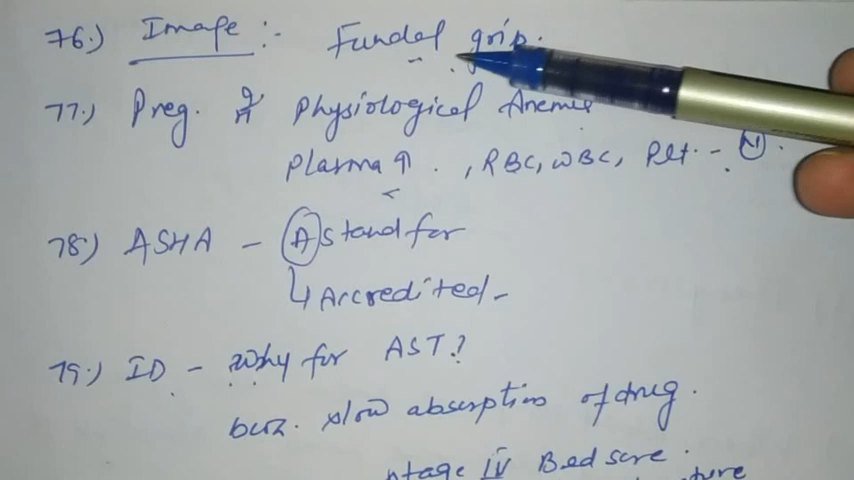 76.) Image :- Fundal grip.
77.) Preg. में Physiological Anemia
Plasma ↑ . , RBC, WBC, Plt. - (N).
78) ASHA - (A) stand for
↳ Accredited -
79.) ID - Why for AST?
buz. slow absorption of drug.
stage IV Bed sore.